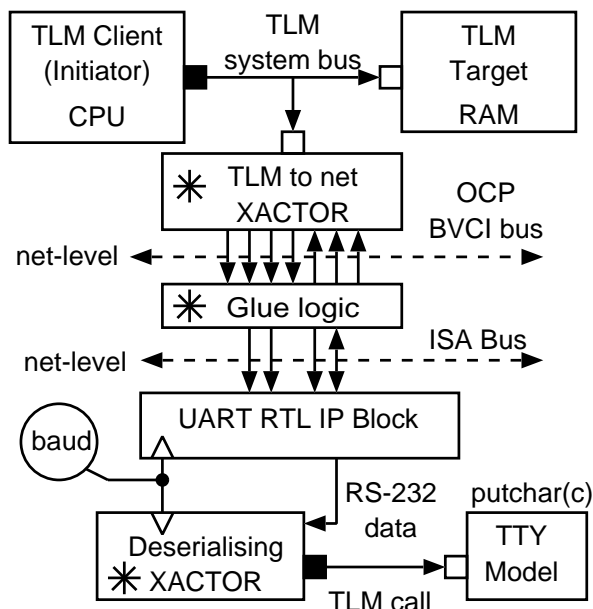 TLM Client
(Initiator)
CPU
TLM
system bus
TLM
Target
RAM
TLM to net
XACTOR
OCP
BVCI bus
net-level
Glue logic
ISA Bus
net-level
UART RTL IP Block
baud
RS-232
data
putchar(c)
Deserialising
XACTOR
TTY
Model
TLM call